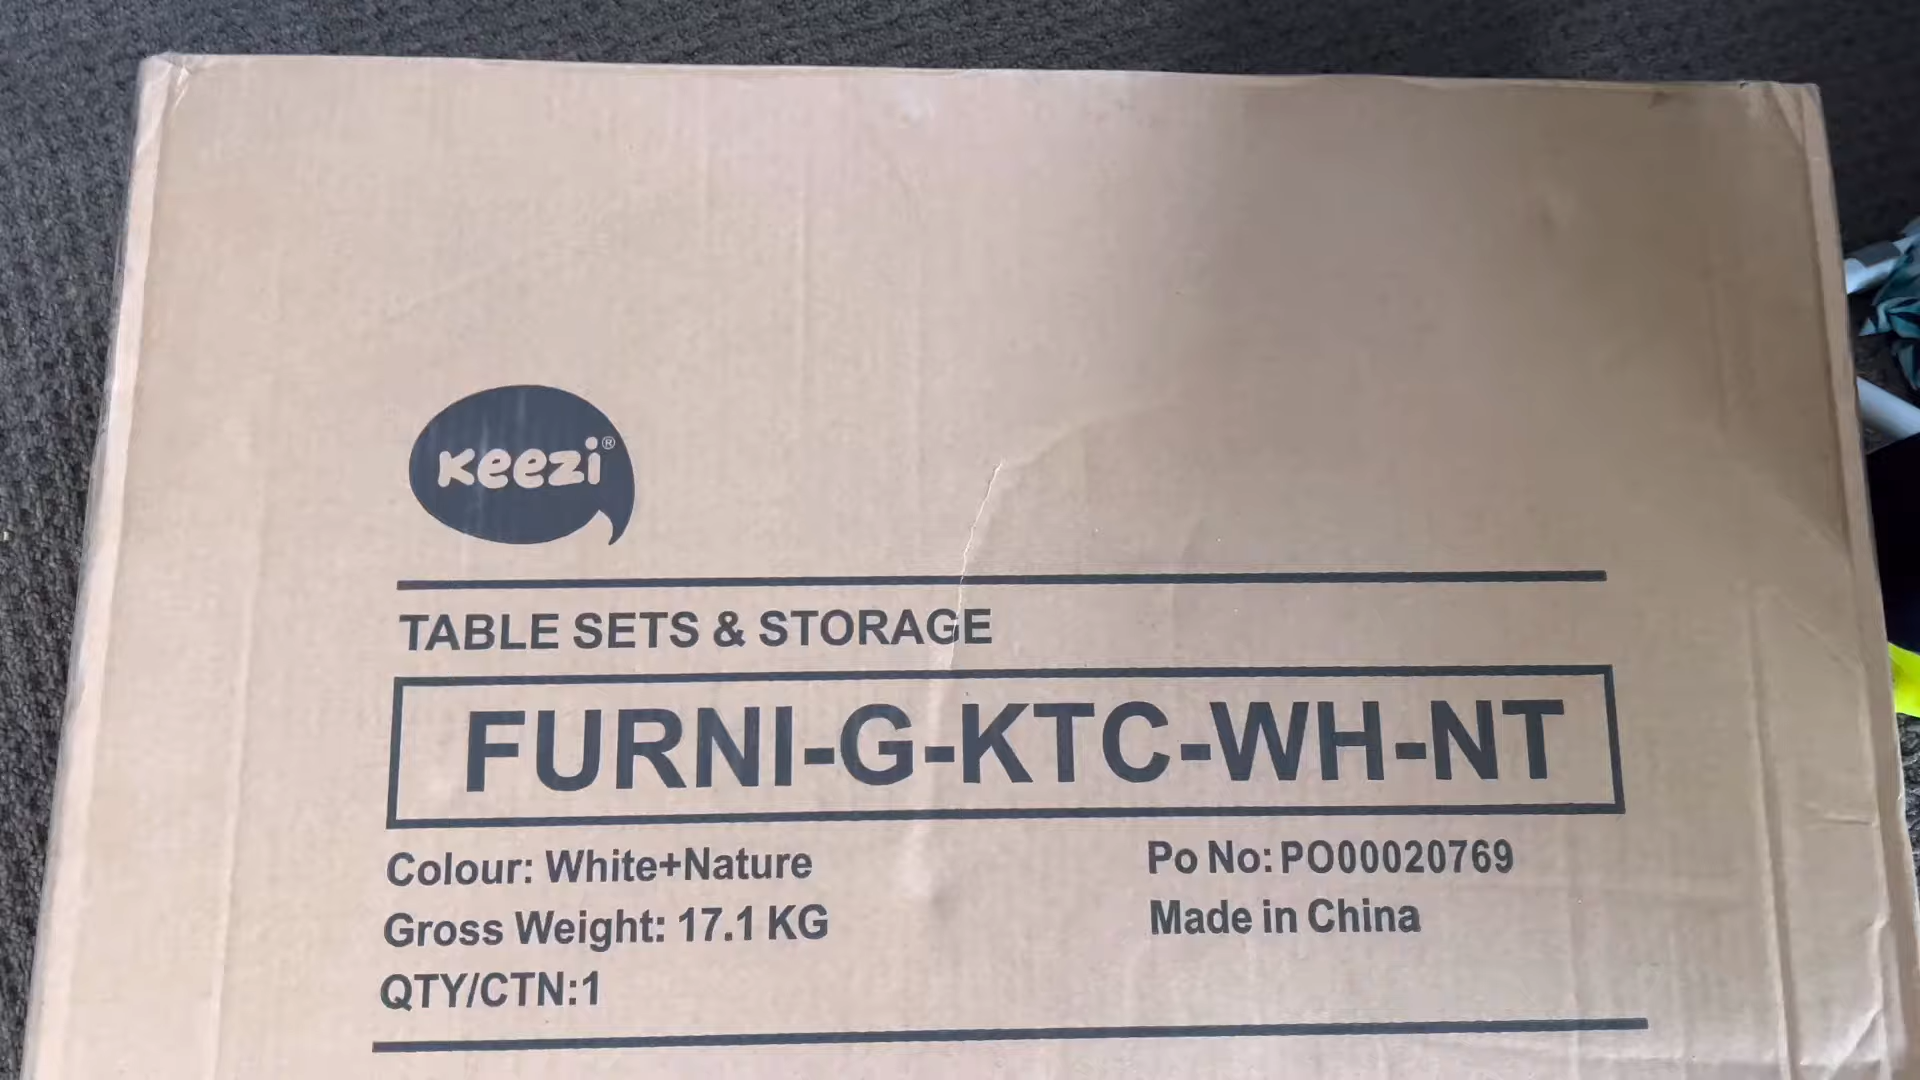 Keezi®
TABLE SETS & STORAGE
FURNI-G-KTC-WH-NT
Colour: White+Nature
Po No: PO00020769
Gross Weight: 17.1 KG
Made in China
QTY/CTN:1